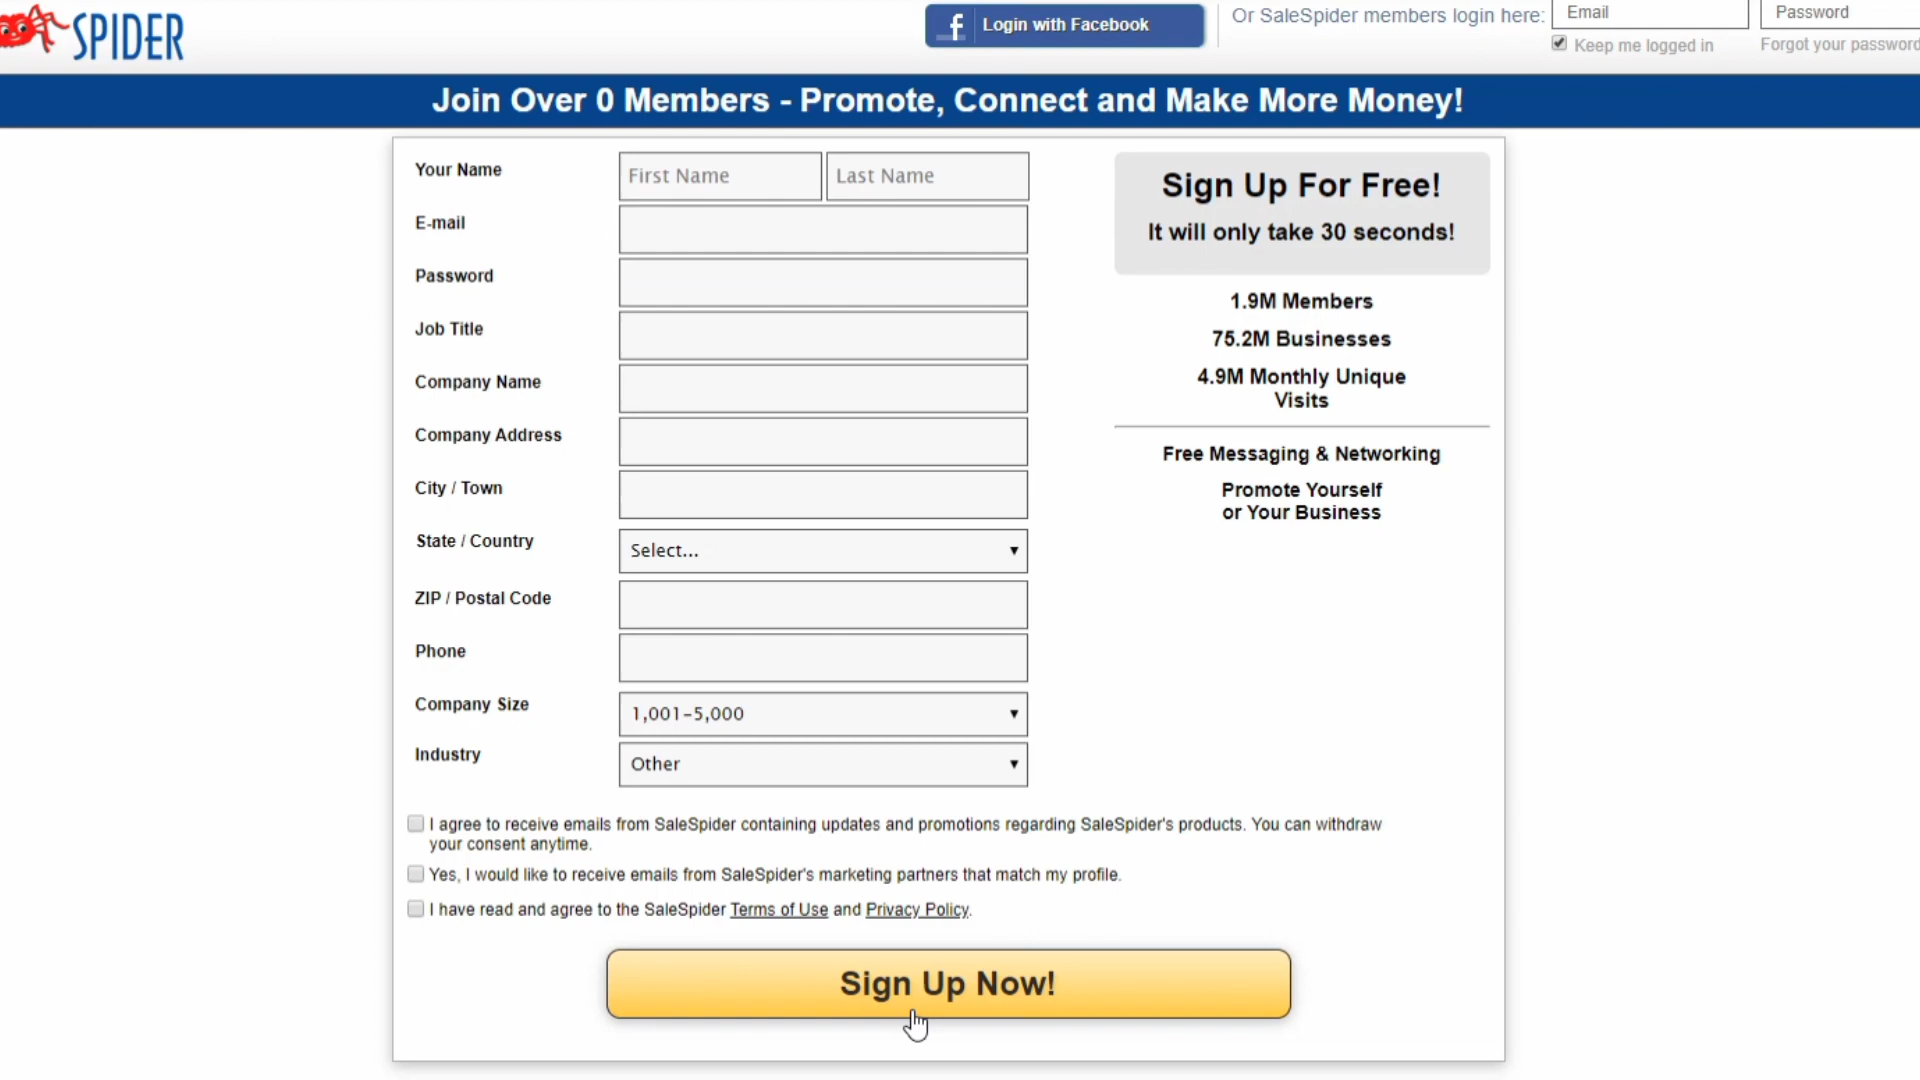 SPIDER
Login with Facebook
Or SaleSpider members login here:
Email
Password
Keep me logged in
Forgot your password
Join Over 0 Members - Promote, Connect and Make More Money!
Your Name
First Name
Last Name
E-mail
Password
Job Title
Company Name
Company Address
City / Town
State / Country
Select...
ZIP / Postal Code
Phone
Company Size
1,001-5,000
Industry
Other
Sign Up For Free!
It will only take 30 seconds!
1.9M Members
75.2M Businesses
4.9M Monthly Unique
Visits
Free Messaging & Networking
Promote Yourself
or Your Business
I agree to receive emails from SaleSpider containing updates and promotions regarding SaleSpider's products. You can withdraw
your consent anytime.
Yes, I would like to receive emails from SaleSpider's marketing partners that match my profile.
I have read and agree to the SaleSpider Terms of Use and Privacy Policy.
Sign Up Now!